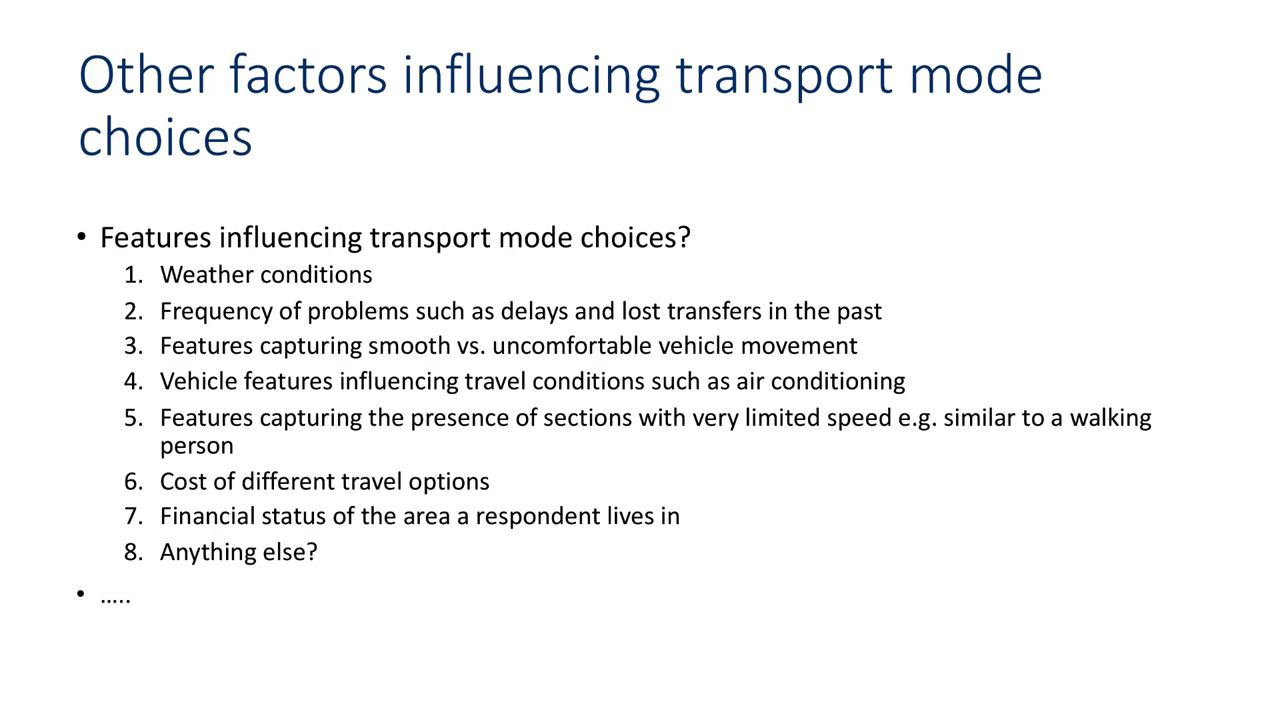 Other factors influencing transport mode
choices
• Features influencing transport mode choices?
1. Weather conditions
2. Frequency of problems such as delays and lost transfers in the past
3. Features capturing smooth vs. uncomfortable vehicle movement
4. Vehicle features influencing travel conditions such as air conditioning
5. Features capturing the presence of sections with very limited speed e.g. similar to a walking
person
6. Cost of different travel options
7. Financial status of the area a respondent lives in
8. Anything else?
• …..